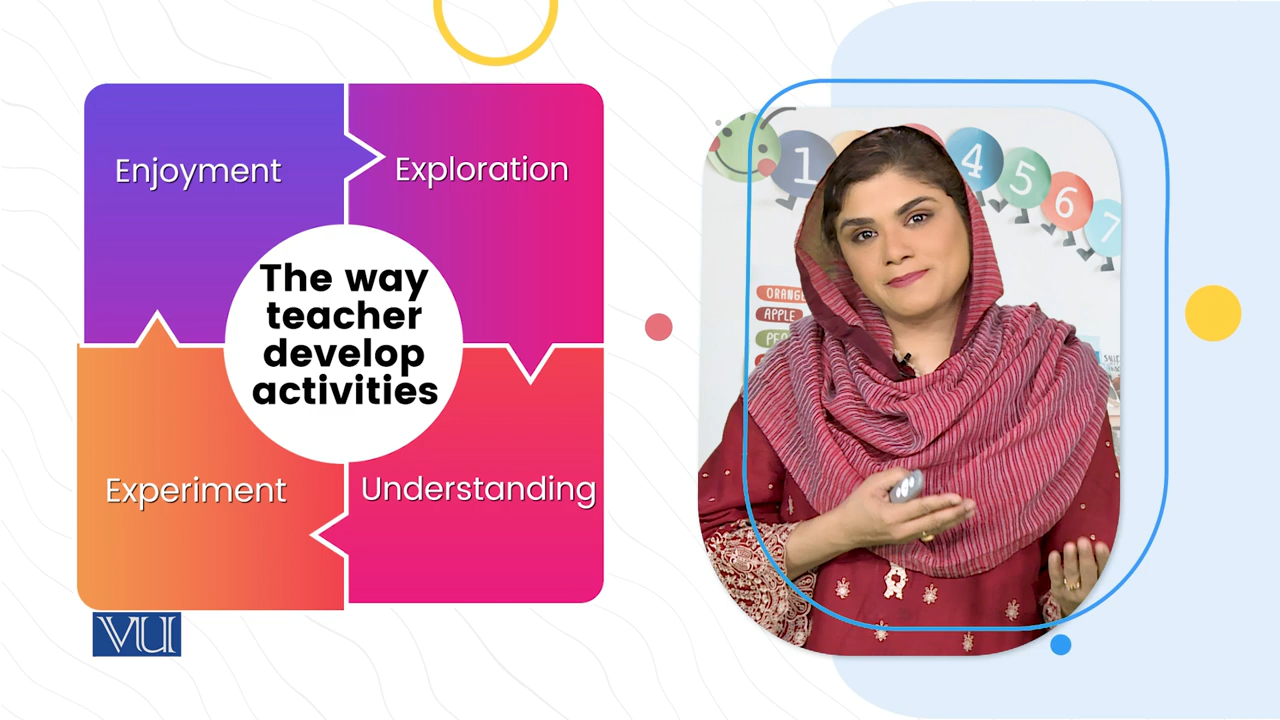 Enjoyment
Exploration
The way
teacher
develop
activities
Experiment
Understanding
VU
1
4
5
6
7
ORANGE
APPLE